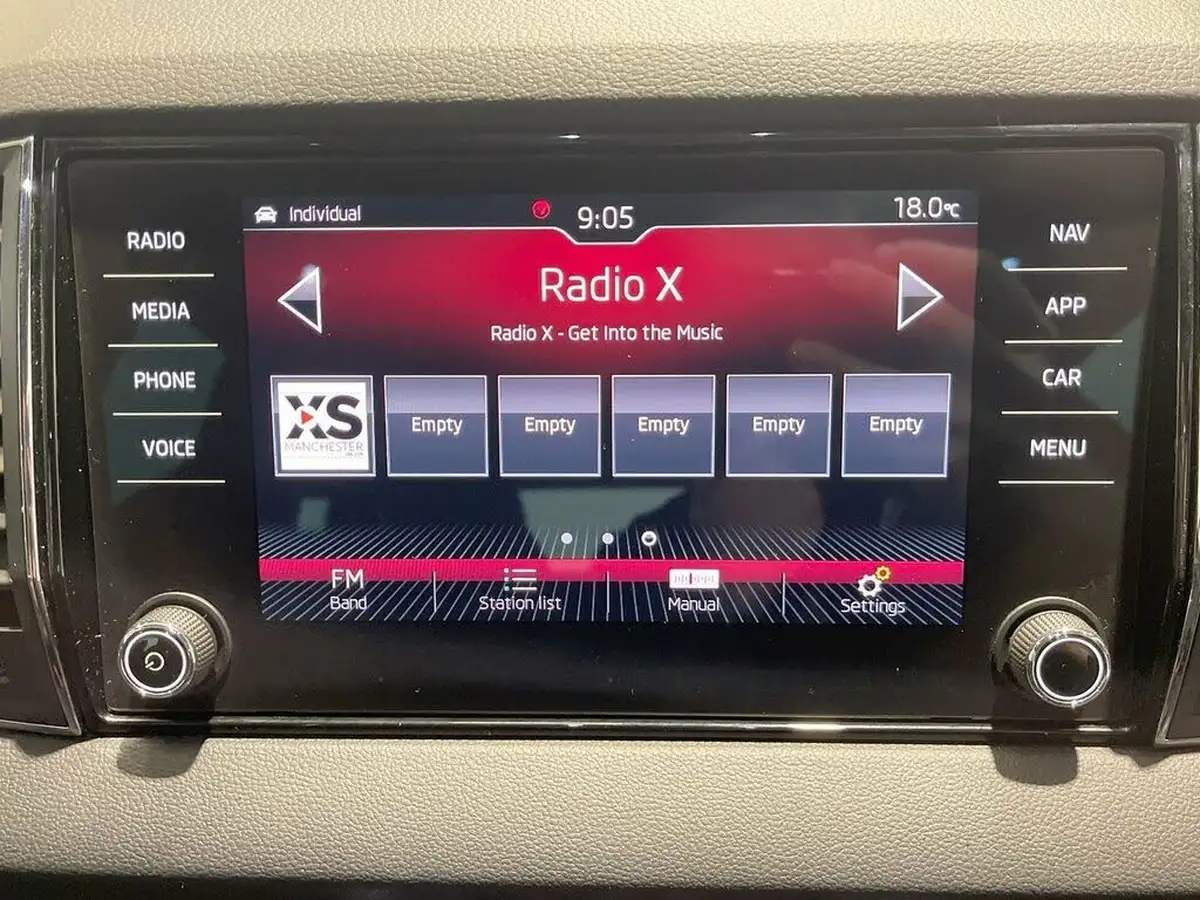 Individual
9:05
18.0°C
RADIO
MEDIA
PHONE
VOICE
Radio X
Radio X - Get Into the Music
XS
MANCHESTER
Empty
Empty
Empty
Empty
Empty
FM
Band
Station list
Manual
Settings
NAV
APP
CAR
MENU